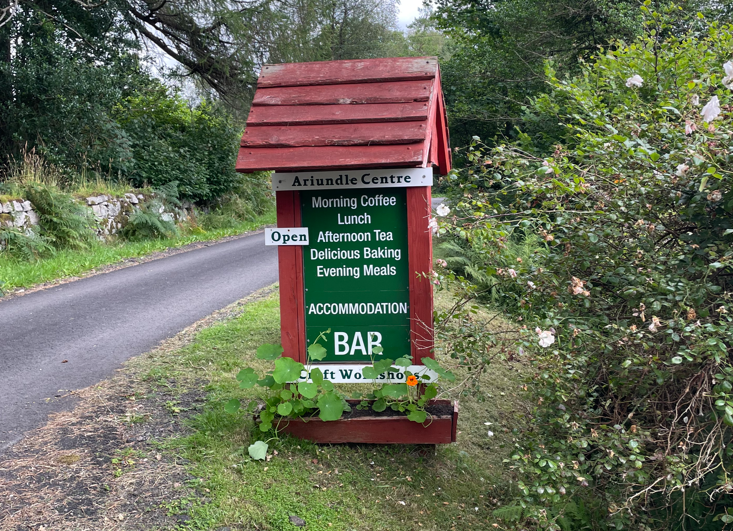 Ariundle Centre
Morning Coffee
Lunch
Open
Afternoon Tea
Delicious Baking
Evening Meals
ACCOMMODATION
BAR